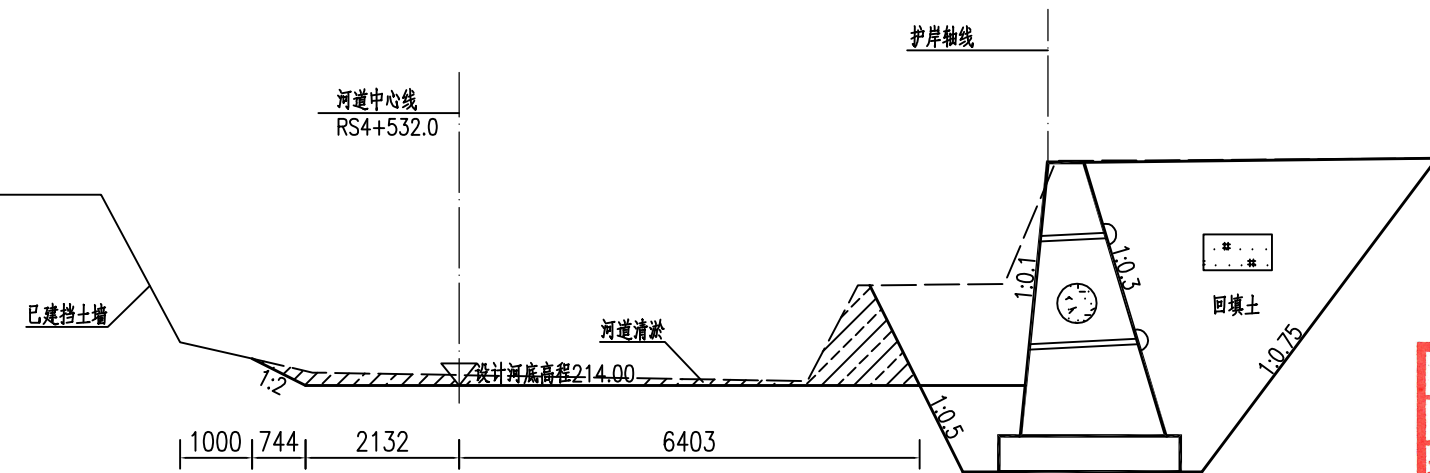 护岸轴线
河道中心线
RS4+532.0
已建挡土墙
1:2
设计河底高程214.00
河道清淤
1:0.1
1:0.3
回填土
1:0.75
1:0.5
1000 744 2132 6403